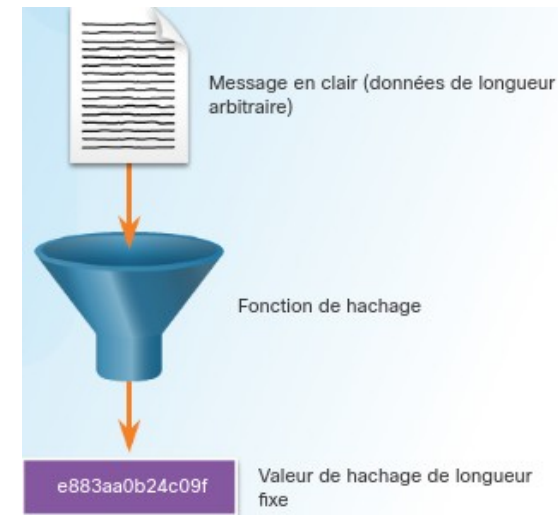 Message en clair (données de longueur
arbitraire)
Fonction de hachage
e883aa0b24c09f
Valeur de hachage de longueur
fixe